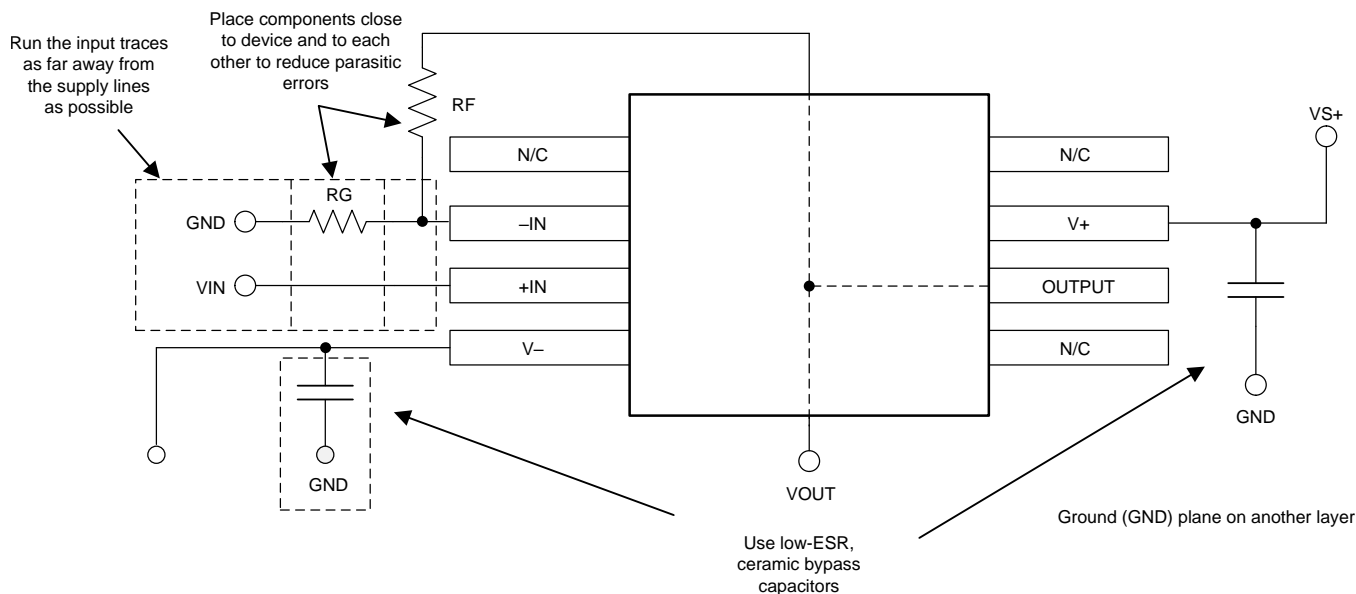 Place components close
to device and to each
other to reduce parasitic
errors
Run the input traces
as far away from
the supply lines
as possible
RF
VS+
N/C
N/C
RG
GND
–IN
V+
VIN
+IN
OUTPUT
V–
N/C
GND
GND
VOUT
Ground (GND) plane on another layer
Use low-ESR,
ceramic bypass
capacitors